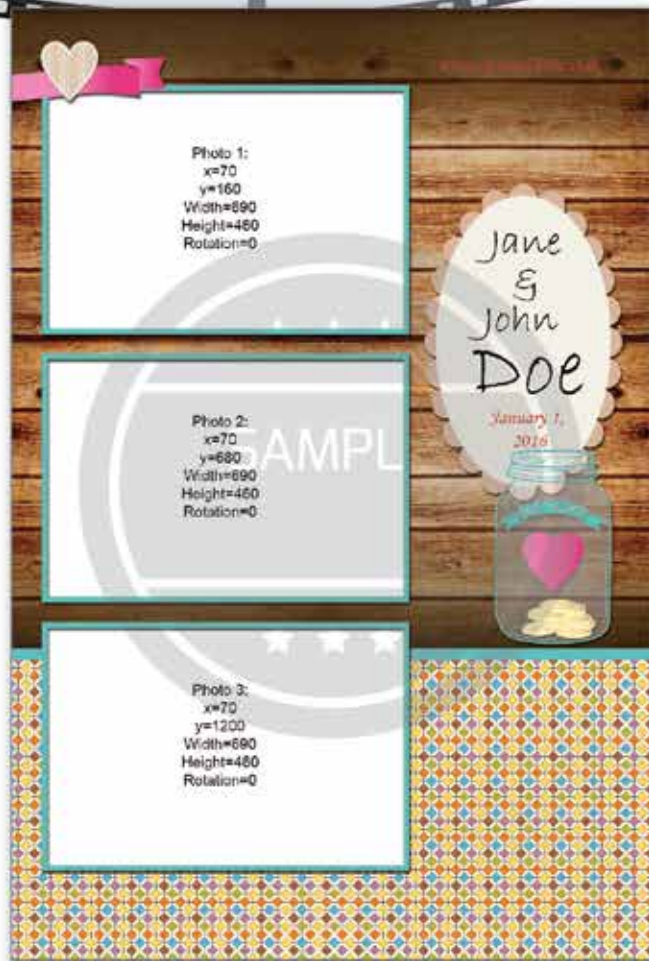 Photo 1:
x=70
y=160
Width=690
Height=460
Rotation=0
Jane
&
John
Doe
January 1,
2016
Photo 2:
x=70
y=680
Width=690
Height=460
Rotation=0
SAMPL
Photo 3:
x=70
y=1200
Width=690
Height=460
Rotation=0